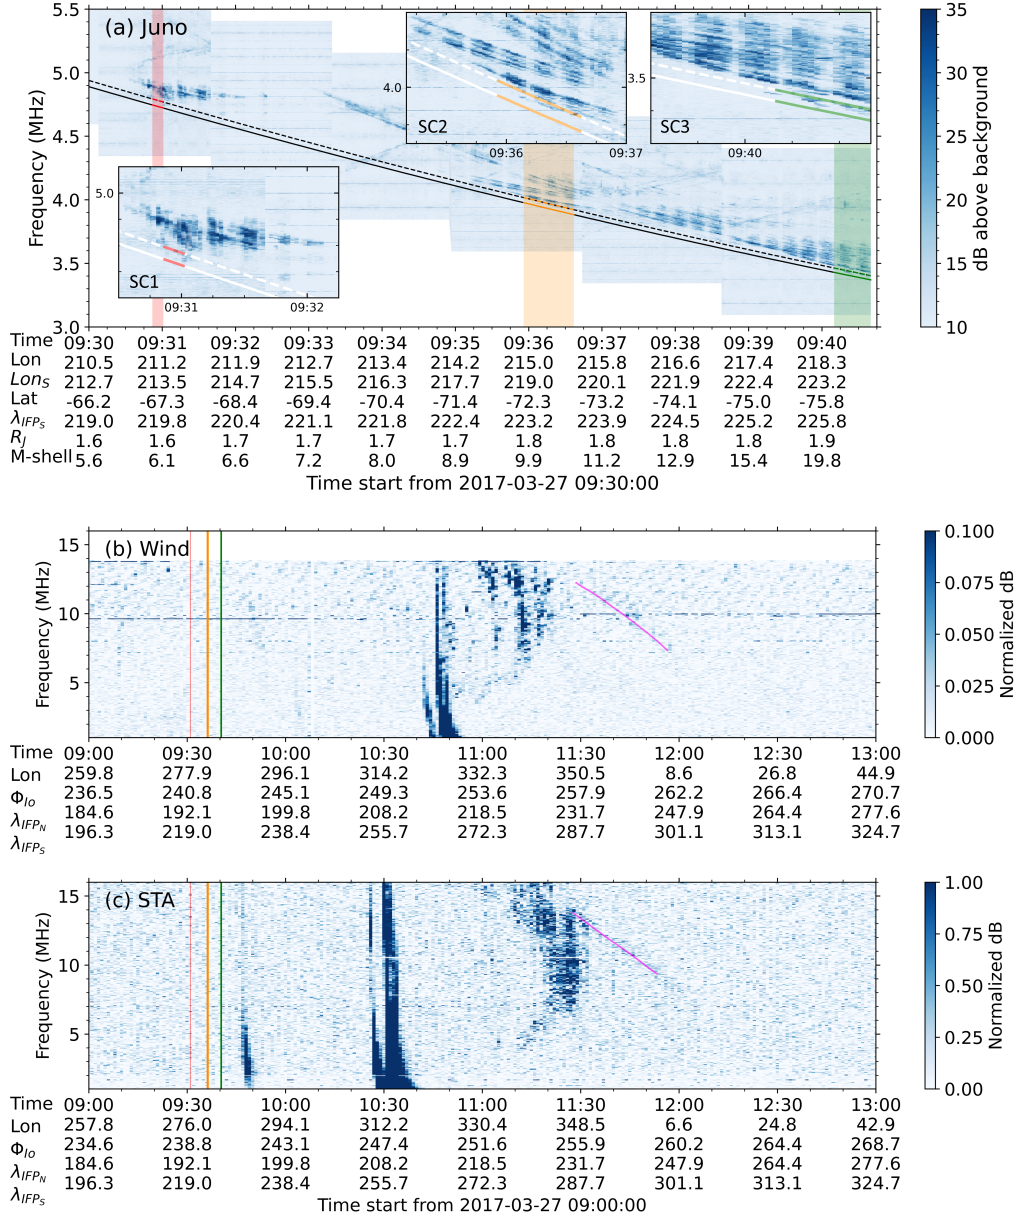 (a) Juno
Frequency (MHz)
5.5
5.0
4.5
4.0
3.5
3.0
SC1
5.0
09:31 09:32
SC2
4.0
09:36 09:37
SC3
3.5
09:40
35
30
25
20
15
10
dB above background
Time 09:30 09:31 09:32 09:33 09:34 09:35 09:36 09:37 09:38 09:39 09:40
Lon 210.5 211.2 211.9 212.7 213.4 214.2 215.0 215.8 216.6 217.4 218.3
Lon_S 212.7 213.5 214.7 215.5 216.3 217.7 219.0 220.1 221.9 222.4 223.2
Lat -66.2 -67.3 -68.4 -69.4 -70.4 -71.4 -72.3 -73.2 -74.1 -75.0 -75.8
λ_IFP_S 219.0 219.8 220.4 221.1 221.8 222.4 223.2 223.9 224.5 225.2 225.8
R_J 1.6 1.6 1.7 1.7 1.7 1.7 1.8 1.8 1.8 1.8 1.9
M-shell 5.6 6.1 6.6 7.2 8.0 8.9 9.9 11.2 12.9 15.4 19.8
Time start from 2017-03-27 09:30:00
(b) Wind
Frequency (MHz)
15
10
5
0.100
0.075
0.050
0.025
0.000
Normalized dB
Time 09:00 09:30 10:00 10:30 11:00 11:30 12:00 12:30 13:00
Lon 259.8 277.9 296.1 314.2 332.3 350.5 8.6 26.8 44.9
Φ_Io 236.5 240.8 245.1 249.3 253.6 257.9 262.2 266.4 270.7
λ_IFP_N 184.6 192.1 199.8 208.2 218.5 231.7 247.9 264.4 277.6
λ_IFP_S 196.3 219.0 238.4 255.7 272.3 287.7 301.1 313.1 324.7
(c) STA
Frequency (MHz)
15
10
5
1.00
0.75
0.50
0.25
0.00
Normalized dB
Time 09:00 09:30 10:00 10:30 11:00 11:30 12:00 12:30 13:00
Lon 257.8 276.0 294.1 312.2 330.4 348.5 6.6 24.8 42.9
Φ_Io 234.6 238.8 243.1 247.4 251.6 255.9 260.2 264.4 268.7
λ_IFP_N 184.6 192.1 199.8 208.2 218.5 231.7 247.9 264.4 277.6
λ_IFP_S 196.3 219.0 238.4 255.7 272.3 287.7 301.1 313.1 324.7
Time start from 2017-03-27 09:00:00